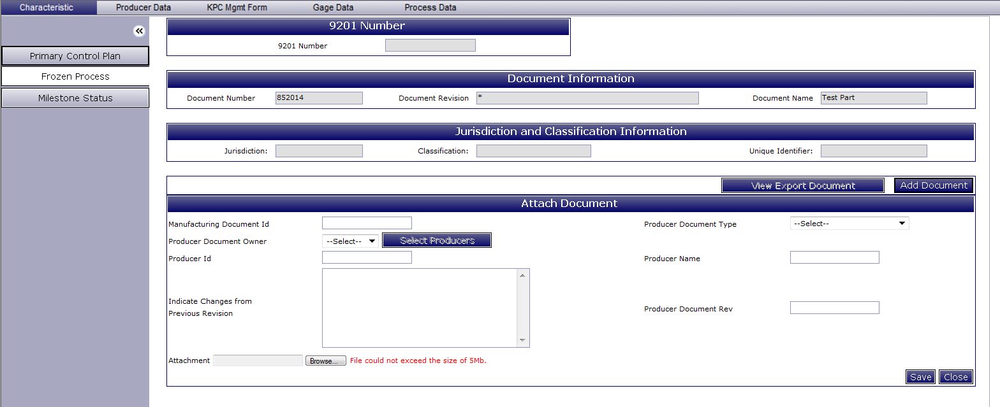 Characteristic Producer Data KPC Mgmt Form Gage Data Process Data
Primary Control Plan
Frozen Process
Milestone Status
9201 Number
9201 Number
Document Information
Document Number 852014 Document Revision * Document Name Test Part
Jurisdiction and Classification Information
Jurisdiction: Classification: Unique Identifier:
View Export Document Add Document
Attach Document
Manufacturing Document Id Producer Document Type --Select--
Producer Document Owner --Select-- Select Producers
Producer Id Producer Name
Indicate Changes from
Previous Revision
Producer Document Rev
Attachment Browse... File could not exceed the size of 5Mb.
Save Close